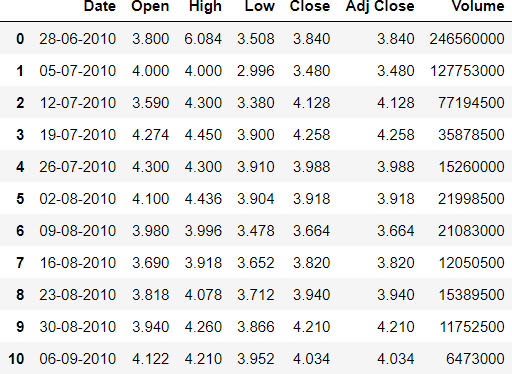 Date Open High Low Close Adj Close Volume
0 28-06-2010 3.800 6.084 3.508 3.840 3.840 246560000
1 05-07-2010 4.000 4.000 2.996 3.480 3.480 127753000
2 12-07-2010 3.590 4.300 3.380 4.128 4.128 77194500
3 19-07-2010 4.274 4.450 3.900 4.258 4.258 35878500
4 26-07-2010 4.300 4.300 3.910 3.988 3.988 15260000
5 02-08-2010 4.100 4.436 3.904 3.918 3.918 21998500
6 09-08-2010 3.980 3.996 3.478 3.664 3.664 21083000
7 16-08-2010 3.690 3.918 3.652 3.820 3.820 12050500
8 23-08-2010 3.818 4.078 3.712 3.940 3.940 15389500
9 30-08-2010 3.940 4.260 3.866 4.210 4.210 11752500
10 06-09-2010 4.122 4.210 3.952 4.034 4.034 6473000